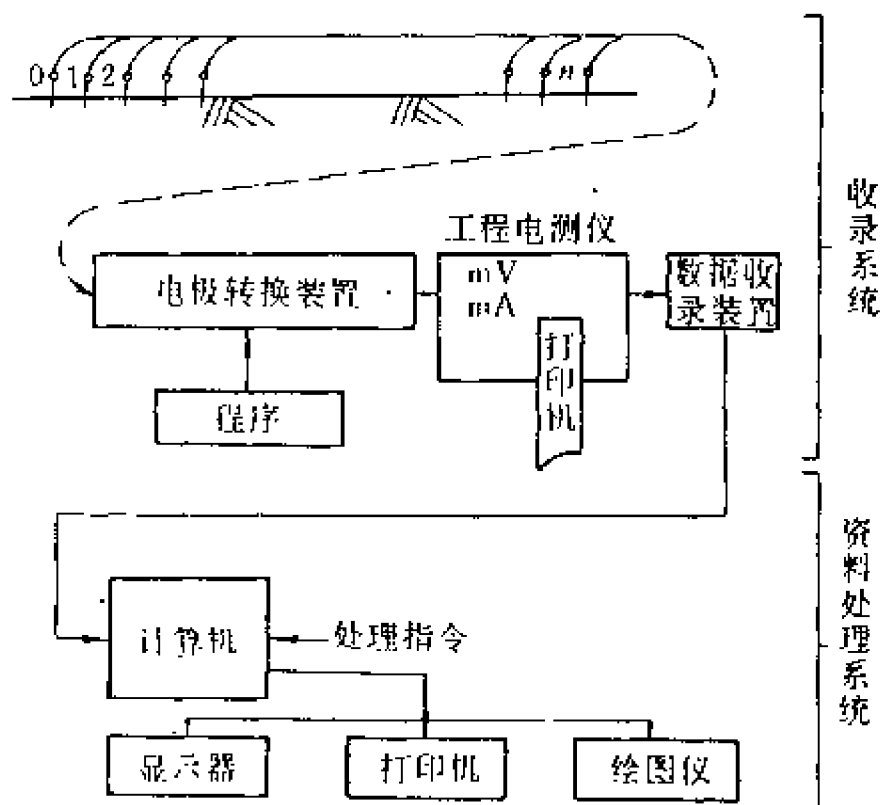 0 1 2 n
工程电测仪
电极转换装置
mV
mA
打印机
数据收
录装置
程序
收录系统
计算机
处理指令
显示器
打印机
绘图仪
资料处理系统